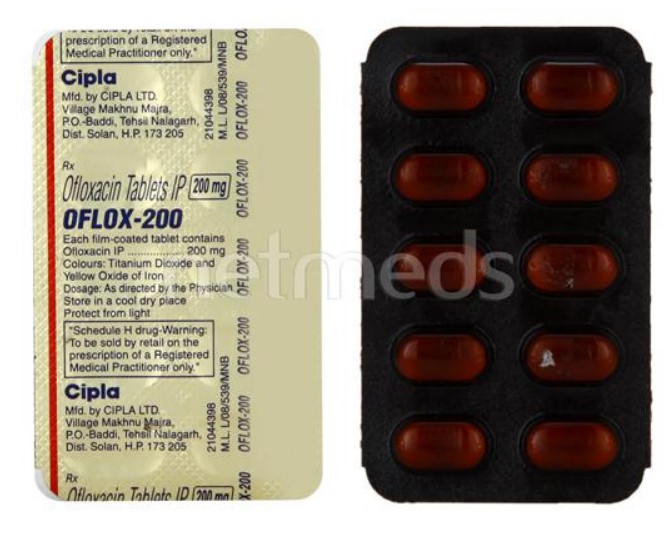 prescription of a Registered
Medical Practitioner only."
Cipla
Mfd. by CIPLA LTD.
Village Makhnu Majra,
P.O.-Baddi, Tehsil Nalagarh,
Dist. Solan, H.P. 173 205
21044398
M.L. L/08/539/MNB
OFLO
OFLOX-200
Rx
Ofloxacin Tablets IP 200 mg
OFLOX-200
Each film-coated tablet contains
Ofloxacin IP ................ 200 mg
Colours: Titanium Dioxide and
Yellow Oxide of Iron
Dosage: As directed by the Physician
Store in a cool dry place
Protect from light
"Schedule H drug-Warning:
To be sold by retail on the
prescription of a Registered
Medical Practitioner only."
OFLOX-200
OFLOX-200
OFLOX-200
Cipla
Mfd. by CIPLA LTD.
Village Makhnu Majra,
P.O.-Baddi, Tehsil Nalagarh,
Dist. Solan, H.P. 173 205
21044398
M.L. L/08/539/MNB
OFLOX-200
Rx
Ofloxacin Tablets IP 200 mg
X-200
netmeds